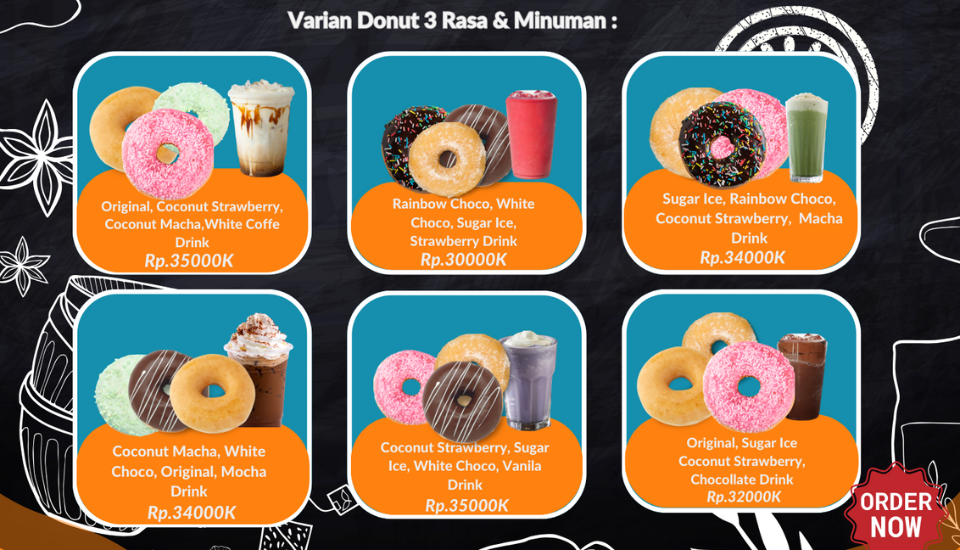 Varian Donut 3 Rasa & Minuman :
Original, Coconut Strawberry,
Coconut Macha,White Coffe
Drink
Rp.35000K
Rainbow Choco, White
Choco, Sugar Ice,
Strawberry Drink
Rp.30000K
Sugar Ice, Rainbow Choco,
Coconut Strawberry, Macha
Drink
Rp.34000K
Coconut Macha, White
Choco, Original, Mocha
Drink
Rp.34000K
Coconut Strawberry, Sugar
Ice, White Choco, Vanila
Drink
Rp.35000K
Original, Sugar Ice
Coconut Strawberry,
Chocollate Drink
Rp.32000K
ORDER
NOW